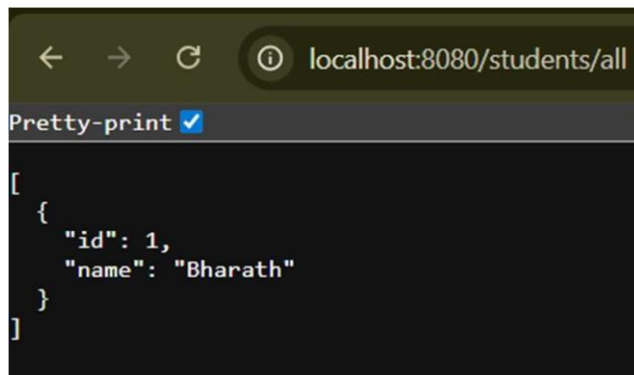 localhost:8080/students/all
Pretty-print
[
  {
    "id": 1,
    "name": "Bharath"
  }
]